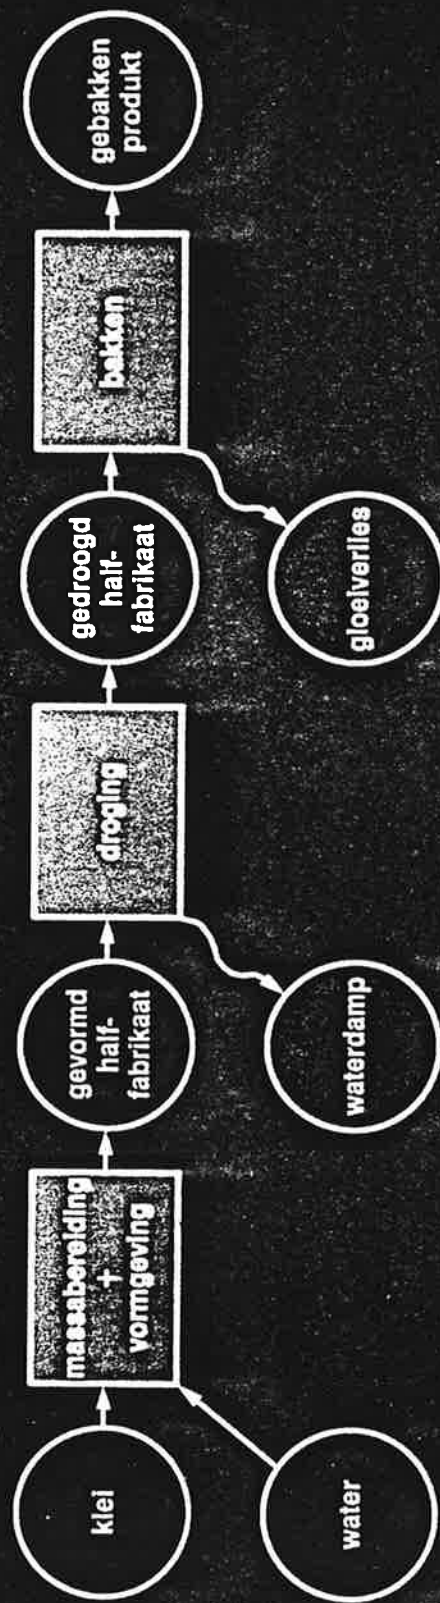 klei
water
massabereiding
+
vormgeving
gevormd
half-
fabrikaat
waterdamp
droging
gedroogd
half-
fabrikaat
gloeiverlies
bakken
gebakken
produkt